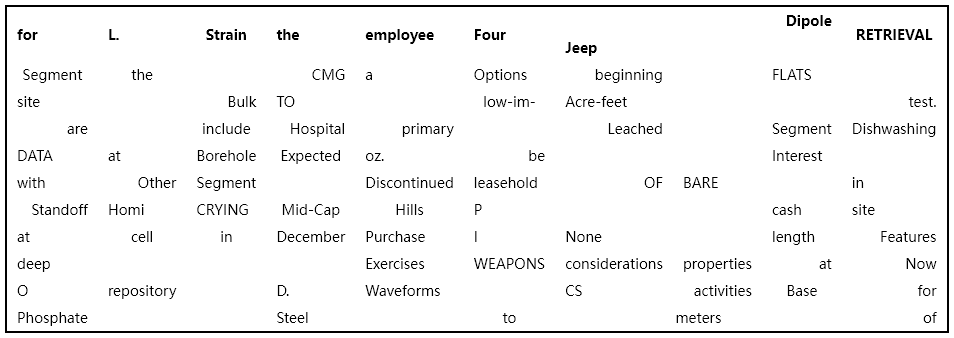 for L. Strain the employee Four Jeep Dipole RETRIEVAL
Segment the CMG a Options beginning FLATS
site Bulk TO low-im- Acre-feet test.
are include Hospital primary Leached Segment Dishwashing
DATA at Borehole Expected oz. be Interest
with Other Segment Discontinued leasehold OF BARE in
Standoff Homi CRYING Mid-Cap Hills P cash site
at cell in December Purchase I None length Features
deep Exercises WEAPONS considerations properties at Now
O repository D. Waveforms CS activities Base for
Phosphate Steel to meters of